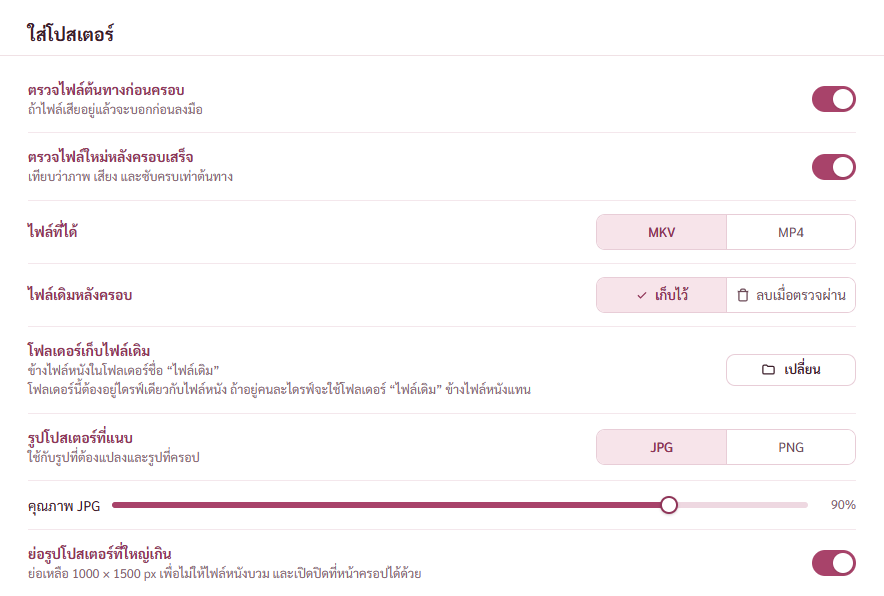 ใส่โปสเตอร์
ตรวจไฟล์ต้นทางก่อนครอบ
ถ้าไฟล์เสียอยู่แล้วจะบอกก่อนลงมือ
ตรวจไฟล์ใหม่หลังครอบเสร็จ
เทียบว่าภาพ เสียง และซับครบเท่าต้นทาง
ไฟล์ที่ได้
MKV
MP4
ไฟล์เดิมหลังครอบ
เก็บไว้
ลบเมื่อตรวจผ่าน
โฟลเดอร์เก็บไฟล์เดิม
ข้างไฟล์หนังในโฟลเดอร์ชื่อ “ไฟล์เดิม”
โฟลเดอร์นี้ต้องอยู่ไดรฟ์เดียวกับไฟล์หนัง ถ้าอยู่คนละไดรฟ์จะใช้โฟลเดอร์ “ไฟล์เดิม” ข้างไฟล์หนังแทน
เปลี่ยน
รูปโปสเตอร์ที่แนบ
ใช้กับรูปที่ต้องแปลงและรูปที่ครอป
JPG
PNG
คุณภาพ JPG
90%
ย่อรูปโปสเตอร์ที่ใหญ่เกิน
ย่อเหลือ 1000 × 1500 px เพื่อไม่ให้ไฟล์หนังบวม และเปิดปิดที่หน้าครอปได้ด้วย